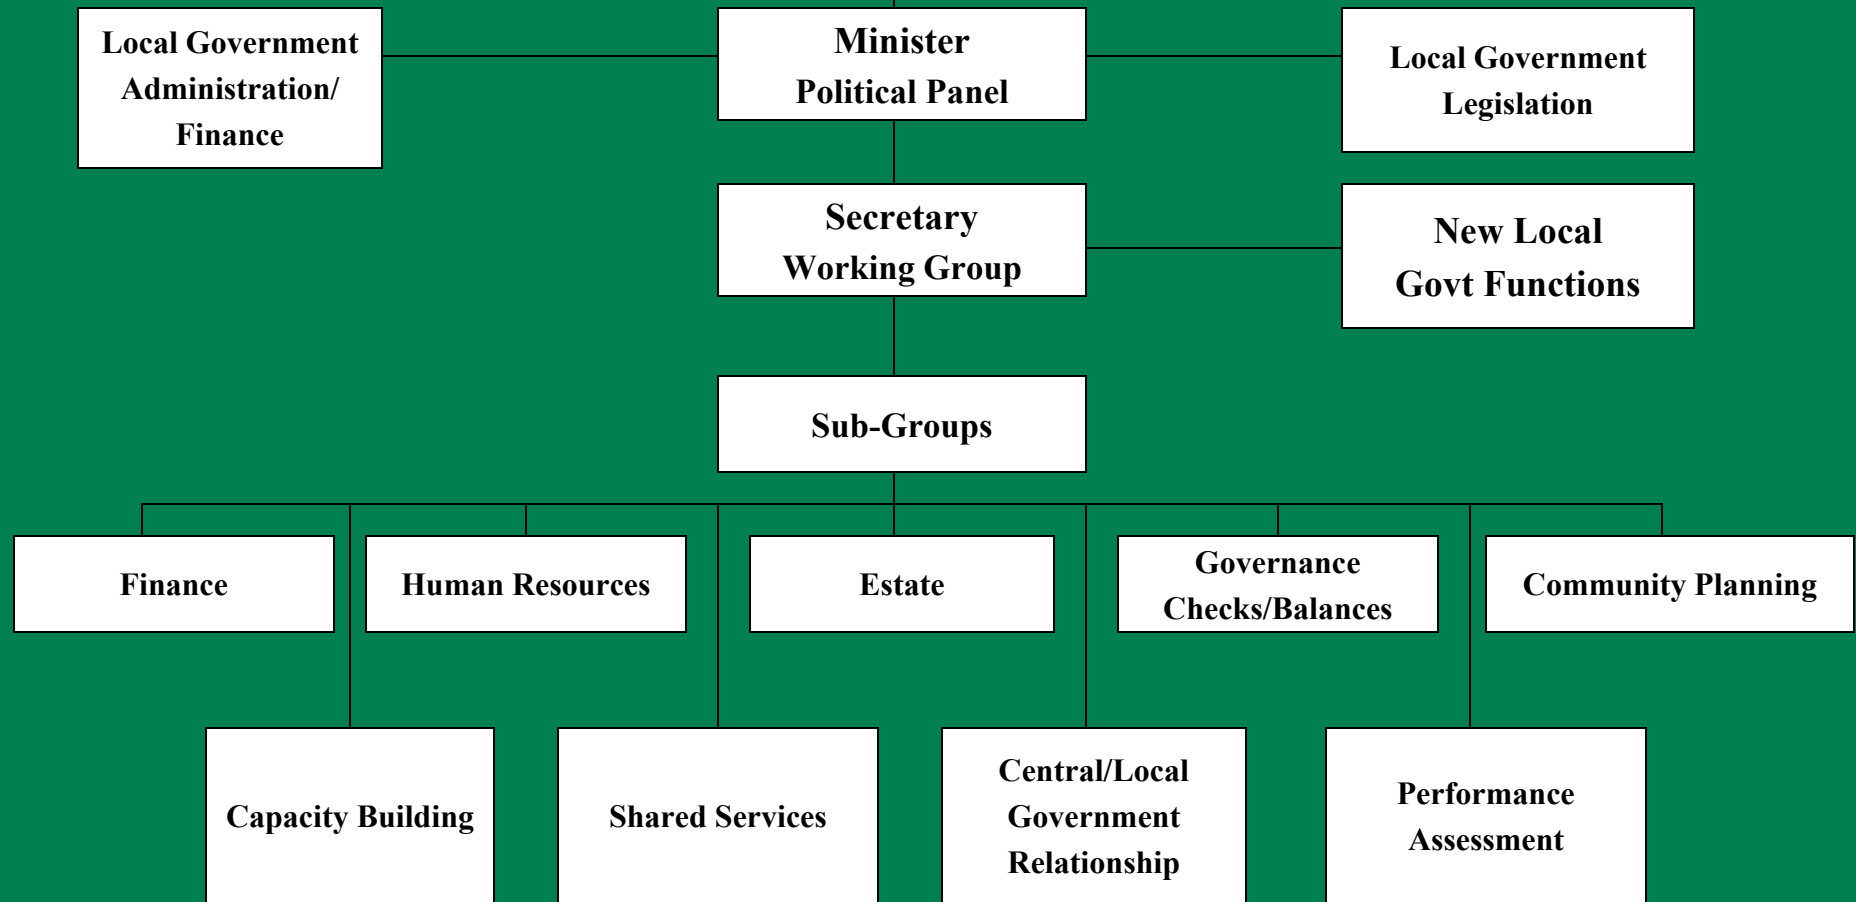 Local Government
Administration/
Finance
Minister
Political Panel
Local Government
Legislation
Secretary
Working Group
New Local
Govt Functions
Sub-Groups
Finance
Human Resources
Estate
Governance
Checks/Balances
Community Planning
Capacity Building
Shared Services
Central/Local
Government
Relationship
Performance
Assessment